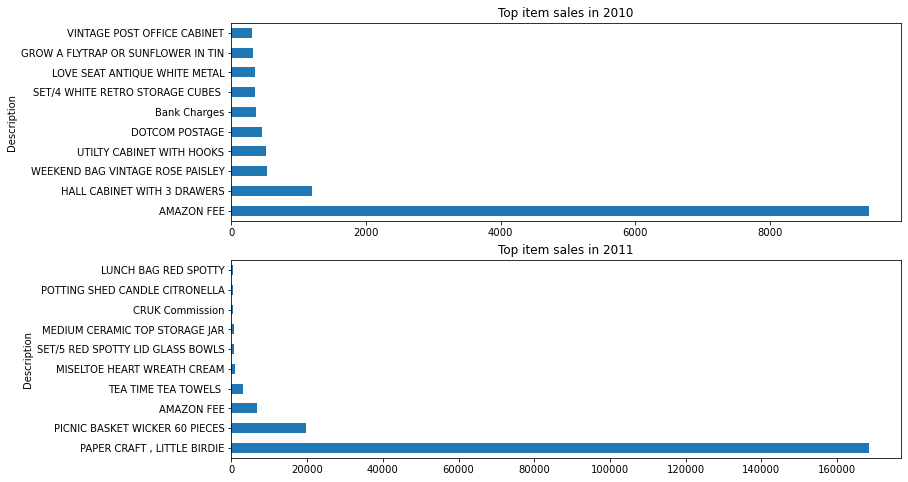 Top item sales in 2010
Description
VINTAGE POST OFFICE CABINET
GROW A FLYTRAP OR SUNFLOWER IN TIN
LOVE SEAT ANTIQUE WHITE METAL
SET/4 WHITE RETRO STORAGE CUBES
Bank Charges
DOTCOM POSTAGE
UTILTY CABINET WITH HOOKS
WEEKEND BAG VINTAGE ROSE PAISLEY
HALL CABINET WITH 3 DRAWERS
AMAZON FEE
0 2000 4000 6000 8000
Top item sales in 2011
Description
LUNCH BAG RED SPOTTY
POTTING SHED CANDLE CITRONELLA
CRUK Commission
MEDIUM CERAMIC TOP STORAGE JAR
SET/5 RED SPOTTY LID GLASS BOWLS
MISELTOE HEART WREATH CREAM
TEA TIME TEA TOWELS
AMAZON FEE
PICNIC BASKET WICKER 60 PIECES
PAPER CRAFT , LITTLE BIRDIE
0 20000 40000 60000 80000 100000 120000 140000 160000